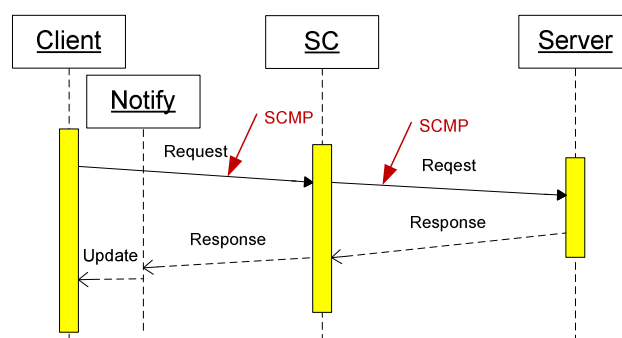 Client
SC
Server
Notify
SCMP
SCMP
Request
Reqest
Response
Response
Update